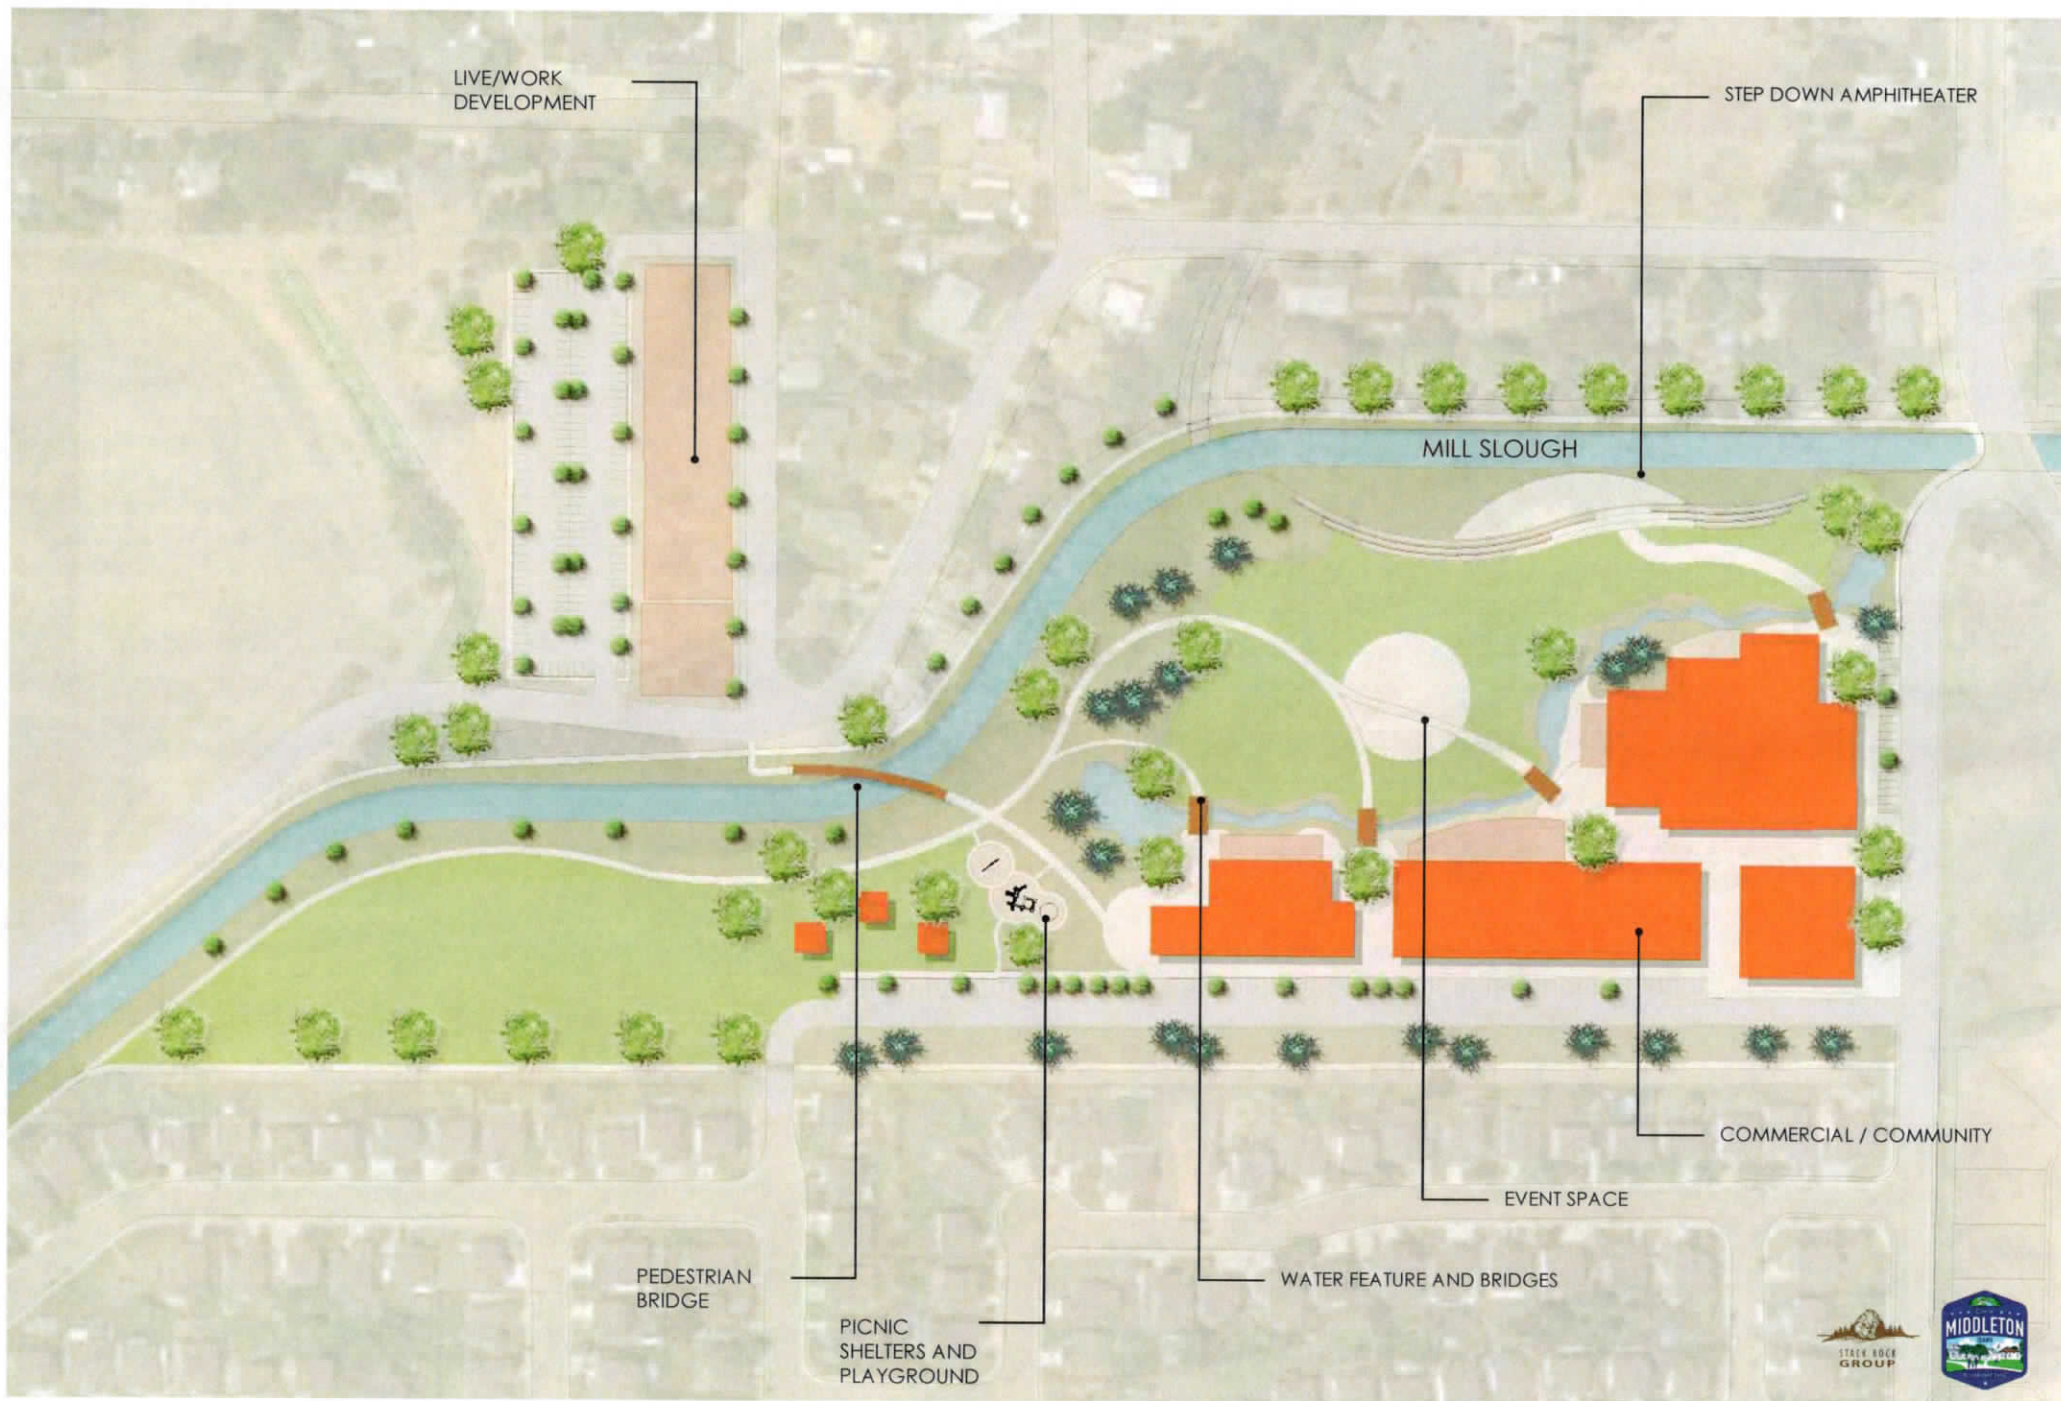 LIVE/WORK
DEVELOPMENT
STEP DOWN AMPHITHEATER
MILL SLOUGH
COMMERCIAL / COMMUNITY
EVENT SPACE
WATER FEATURE AND BRIDGES
PEDESTRIAN
BRIDGE
PICNIC
SHELTERS AND
PLAYGROUND
STACK ROCK
GROUP
MIDDLETON